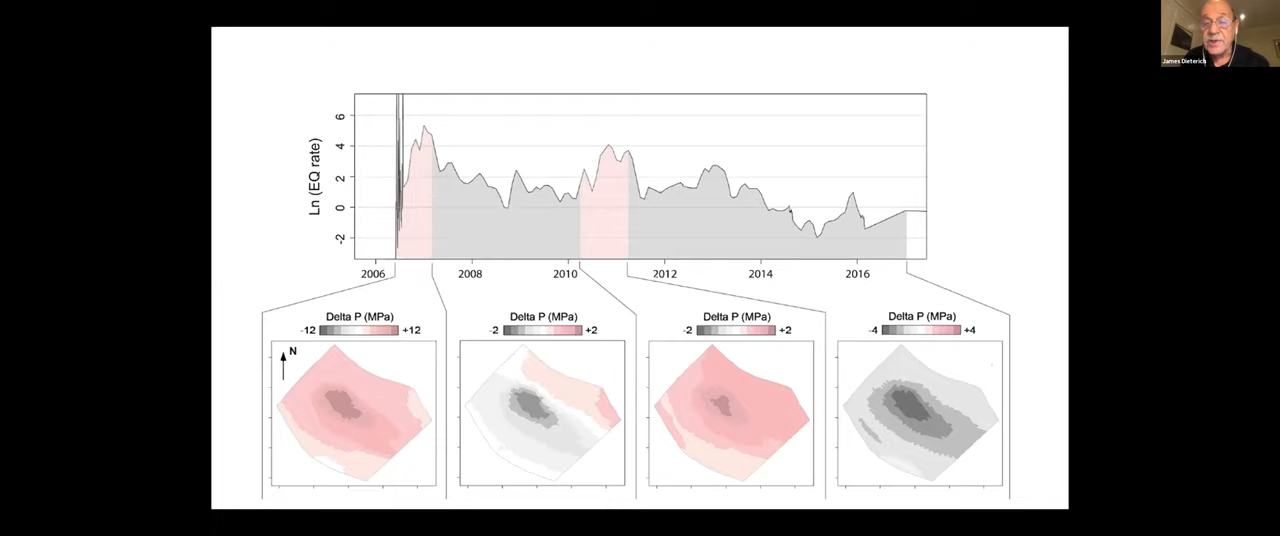 James Dieterich
Ln (EQ rate)
6
4
2
0
-2
2006 2008 2010 2012 2014 2016
Delta P (MPa) Delta P (MPa) Delta P (MPa) Delta P (MPa)
-12 +12 -2 +2 -2 +2 -4 +4
N